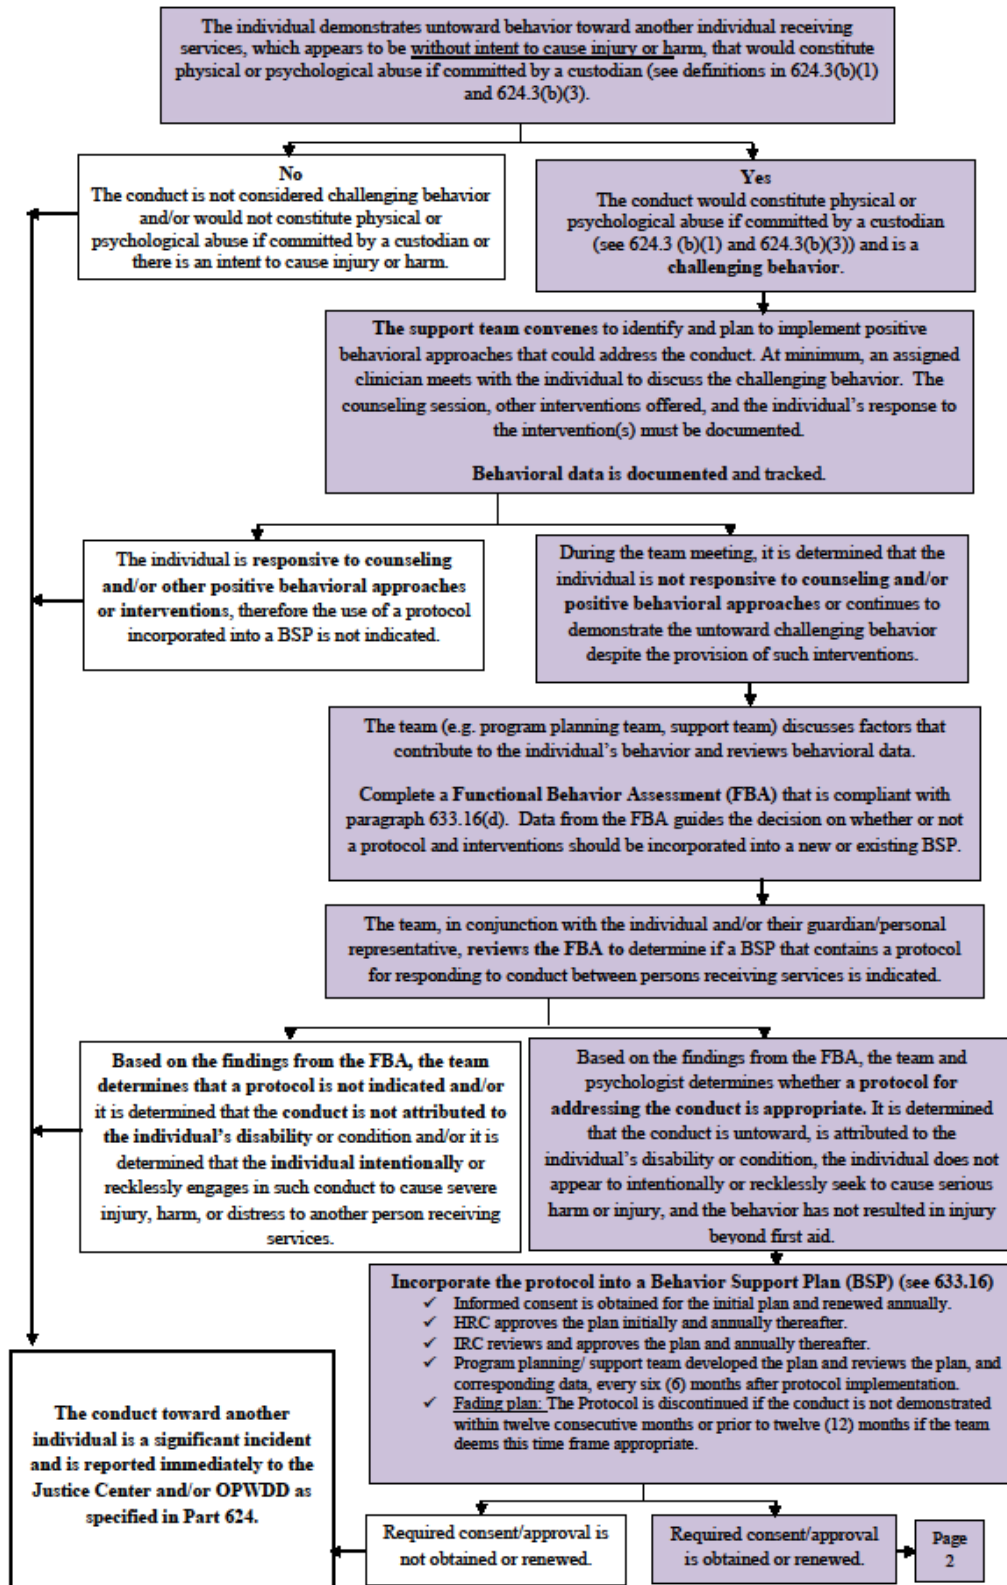 The individual demonstrates untoward behavior toward another individual receiving
services, which appears to be without intent to cause injury or harm, that would constitute
physical or psychological abuse if committed by a custodian (see definitions in 624.3(b)(1)
and 624.3(b)(3).
No
The conduct is not considered challenging behavior
and/or would not constitute physical or
psychological abuse if committed by a custodian or
there is an intent to cause injury or harm.
Yes
The conduct would constitute physical or
psychological abuse if committed by a custodian
(see 624.3 (b)(1) and 624.3(b)(3)) and is a
challenging behavior.
The support team convenes to identify and plan to implement positive
behavioral approaches that could address the conduct. At minimum, an assigned
clinician meets with the individual to discuss the challenging behavior. The
counseling session, other interventions offered, and the individual's response to
the intervention(s) must be documented.
Behavioral data is documented and tracked.
The individual is responsive to counseling
and/or other positive behavioral approaches
or interventions, therefore the use of a protocol
incorporated into a BSP is not indicated.
During the team meeting, it is determined that the
individual is not responsive to counseling and/or
positive behavioral approaches or continues to
demonstrate the untoward challenging behavior
despite the provision of such interventions.
The team (e.g. program planning team, support team) discusses factors that
contribute to the individual's behavior and reviews behavioral data.
Complete a Functional Behavior Assessment (FBA) that is compliant with
paragraph 633.16(d). Data from the FBA guides the decision on whether or not
a protocol and interventions should be incorporated into a new or existing BSP.
The team, in conjunction with the individual and/or their guardian/personal
representative, reviews the FBA to determine if a BSP that contains a protocol
for responding to conduct between persons receiving services is indicated.
Based on the findings from the FBA, the team
determines that a protocol is not indicated and/or
it is determined that the conduct is not attributed to
the individual's disability or condition and/or it is
determined that the individual intentionally or
recklessly engages in such conduct to cause severe
injury, harm, or distress to another person receiving
services.
Based on the findings from the FBA, the team and
psychologist determines whether a protocol for
addressing the conduct is appropriate. It is determined
that the conduct is untoward, is attributed to the
individual's disability or condition, the individual does not
appear to intentionally or recklessly seek to cause serious
harm or injury, and the behavior has not resulted in injury
beyond first aid.
Incorporate the protocol into a Behavior Support Plan (BSP) (see 633.16)
✓ Informed consent is obtained for the initial plan and renewed annually.
✓ HRC approves the plan initially and annually thereafter.
✓ IRC reviews and approves the plan and annually thereafter.
✓ Program planning/ support team developed the plan and reviews the plan, and
corresponding data, every six (6) months after protocol implementation.
✓ Fading plan: The Protocol is discontinued if the conduct is not demonstrated
within twelve consecutive months or prior to twelve (12) months if the team
deems this time frame appropriate.
The conduct toward another
individual is a significant incident
and is reported immediately to the
Justice Center and/or OPWDD as
specified in Part 624.
Required consent/approval is
not obtained or renewed.
Required consent/approval
is obtained or renewed.
Page
2